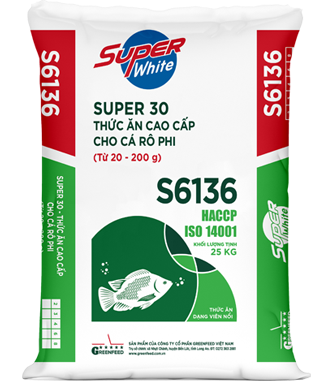 SUPER
White
S6136
S6136
SUPER 30
THỨC ĂN CAO CẤP
CHO CÁ RÔ PHI
(Từ 20 - 200 g)
S6136
HACCP
ISO 14001
KHỐI LƯỢNG TỊNH
25 KG
SUPER 30 - THỨC ĂN CAO CẤP
CHO CÁ RÔ PHI
SUPER
White
THỨC ĂN
DẠNG VIÊN NỔI
GREENFEED
SẢN PHẨM CỦA CÔNG TY CỔ PHẦN GREENFEED VIỆT NAM